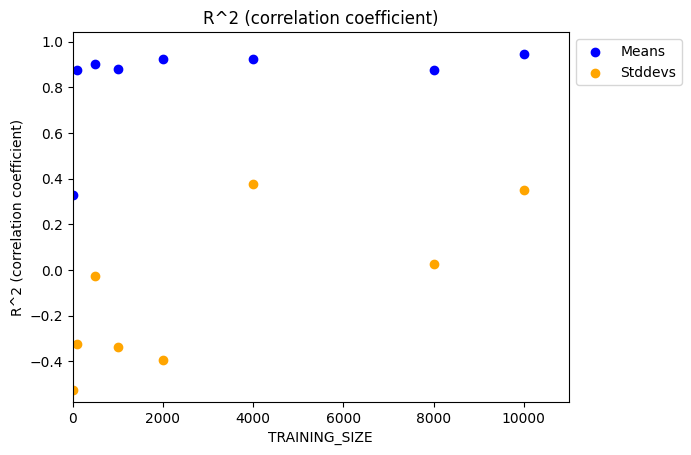 R^2 (correlation coefficient)
Means
Stddevs
R^2 (correlation coefficient)
1.0
0.8
0.6
0.4
0.2
0.0
−0.2
−0.4
0
2000
4000
6000
8000
10000
TRAINING_SIZE